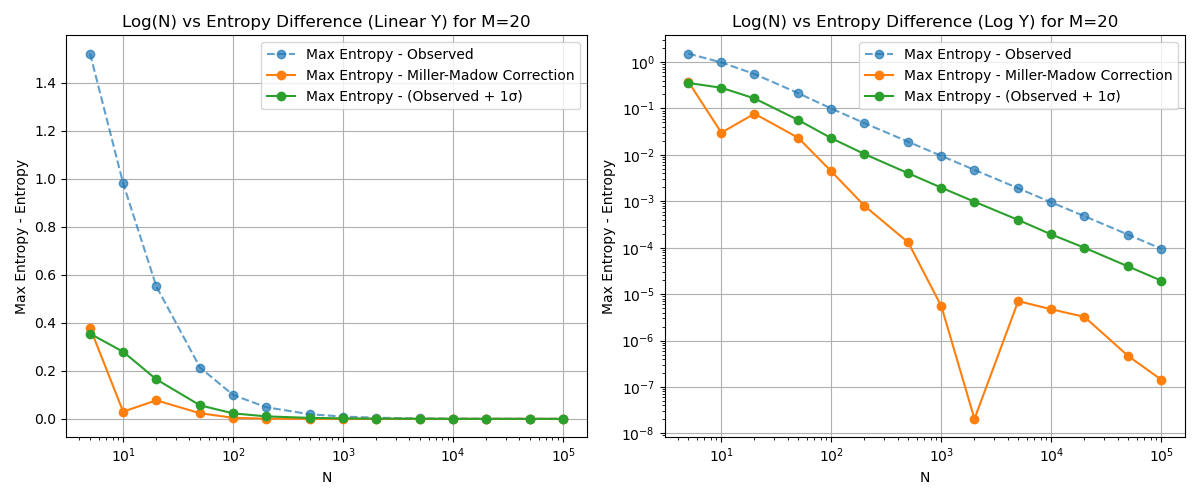 Log(N) vs Entropy Difference (Linear Y) for M=20
Max Entropy - Observed
Max Entropy - Miller-Madow Correction
Max Entropy - (Observed + 1σ)
Max Entropy - Entropy
1.4
1.2
1.0
0.8
0.6
0.4
0.2
0.0
10¹ 10² 10³ 10⁴ 10⁵
N
Log(N) vs Entropy Difference (Log Y) for M=20
Max Entropy - Observed
Max Entropy - Miller-Madow Correction
Max Entropy - (Observed + 1σ)
Max Entropy - Entropy
10⁰
10⁻¹
10⁻²
10⁻³
10⁻⁴
10⁻⁵
10⁻⁶
10⁻⁷
10⁻⁸
10¹ 10² 10³ 10⁴ 10⁵
N